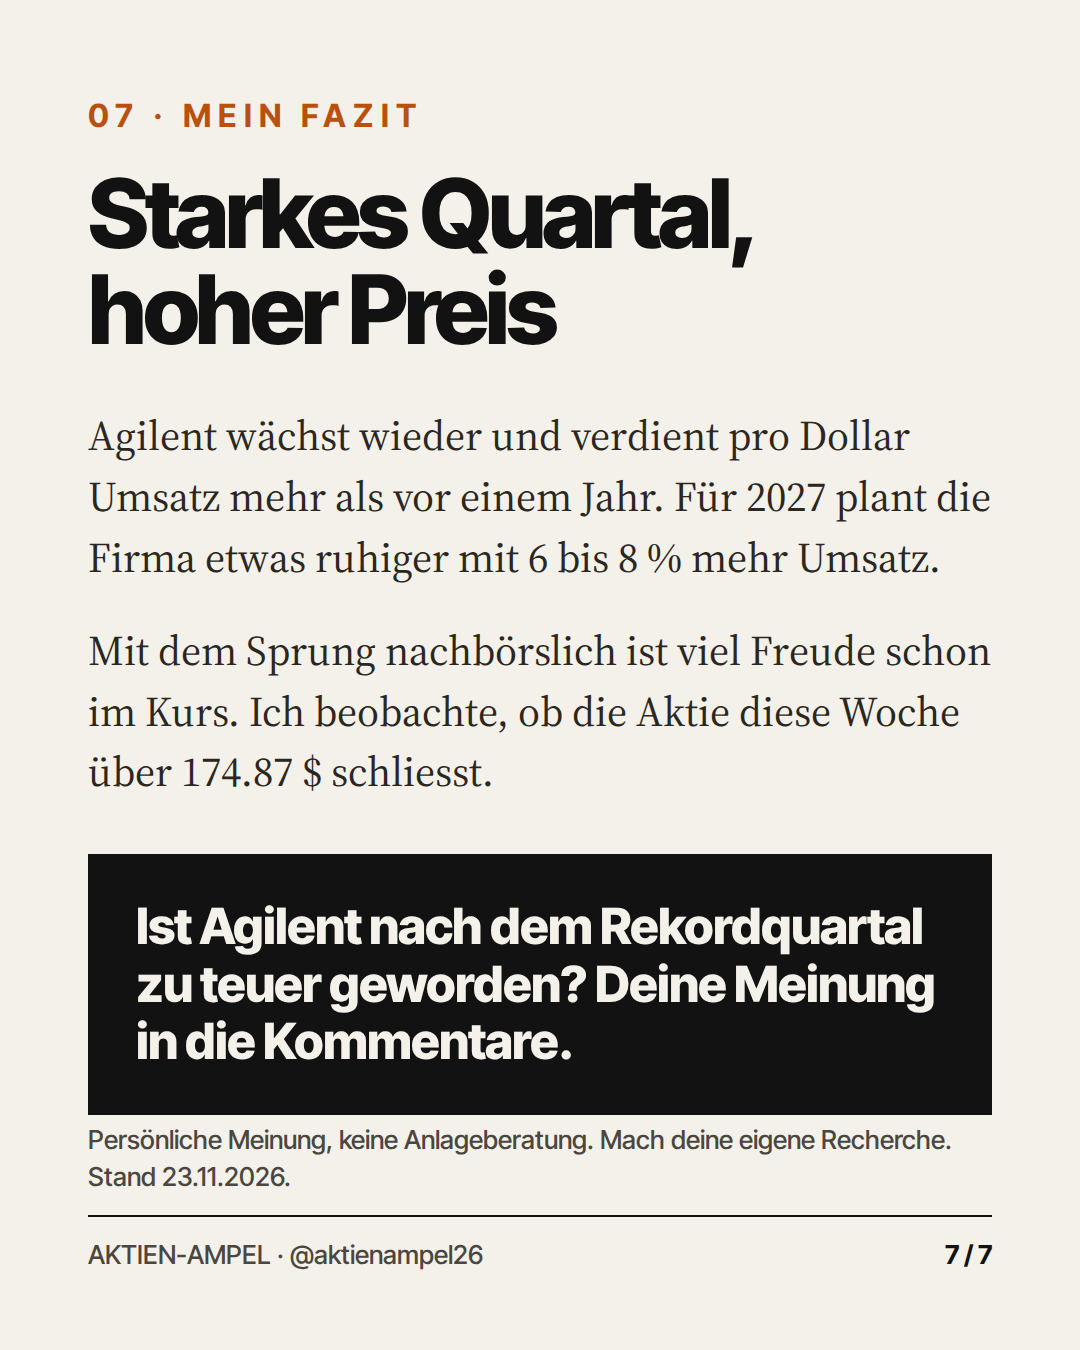 07 · MEIN FAZIT
Starkes Quartal,
hoher Preis
Agilent wächst wieder und verdient pro Dollar
Umsatz mehr als vor einem Jahr. Für 2027 plant die
Firma etwas ruhiger mit 6 bis 8 % mehr Umsatz.
Mit dem Sprung nachbörslich ist viel Freude schon
im Kurs. Ich beobachte, ob die Aktie diese Woche
über 174.87 $ schliesst.
Ist Agilent nach dem Rekordquartal
zu teuer geworden? Deine Meinung
in die Kommentare.
Persönliche Meinung, keine Anlageberatung. Mach deine eigene Recherche.
Stand 23.11.2026.
AKTIEN-AMPEL · @aktienampel26
7/7